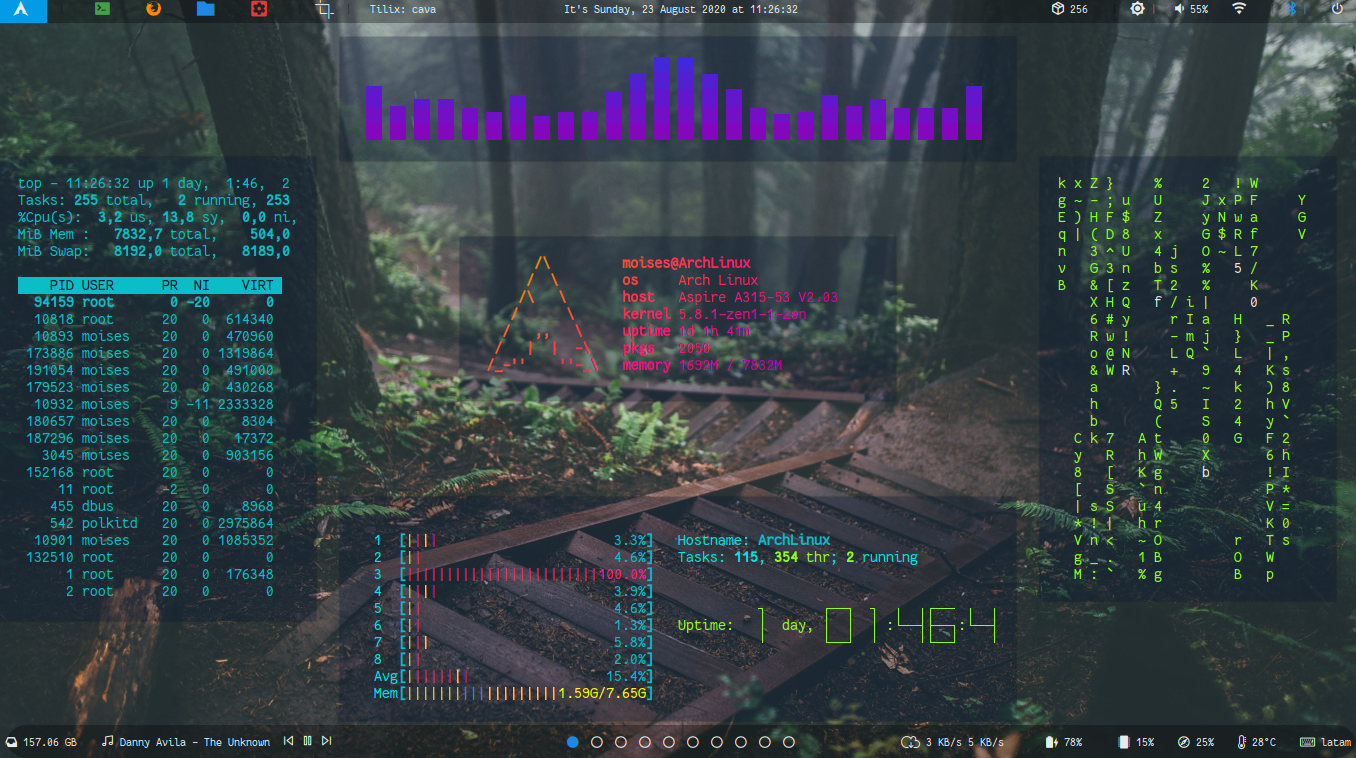 Tilix: cava
It's Sunday, 23 August 2020 at 11:26:32
256
55%
top - 11:26:32 up 1 day,  1:46,  2
Tasks: 255 total,   2 running, 253
%Cpu(s):  3,2 us, 13,8 sy,  0,0 ni,
MiB Mem :   7832,7 total,    504,0
MiB Swap:   8192,0 total,   8189,0
PID USER      PR  NI    VIRT
94159 root       0 -20       0
10818 root      20   0  614340
10893 moises    20   0  470960
173886 moises    20   0 1319864
191054 moises    20   0  491000
179523 moises    20   0  430268
10932 moises     9 -11 2333328
180657 moises    20   0    8304
187296 moises    20   0   17372
3045 moises    20   0  903156
152168 root      20   0       0
11 root      -2   0       0
455 dbus      20   0    8968
542 polkitd   20   0 2975864
10901 moises    20   0 1085352
132510 root      20   0       0
1 root      20   0  176348
2 root      20   0       0
moises@ArchLinux
os     Arch Linux
host   Aspire A315-53 V2.03
kernel 5.8.1-zen1-1-zen
uptime 1d 1h 41m
pkgs   2050
memory 1692M / 7832M
1 [|||| 3.3%]
2 [|| 4.6%]
3 [||||||||||||||||||||||||100.0%]
4 [|||| 3.9%]
5 [|| 4.6%]
6 [|| 1.3%]
7 [||| 5.8%]
8 [|| 2.0%]
Avg[|||||||| 15.4%]
Mem[|||||||||||||||||||1.59G/7.65G]
Hostname: ArchLinux
Tasks: 115, 354 thr; 2 running
Uptime: 1 day, 01:46:4
157.06 GB
Danny Avila - The Unknown
3 KB/s 5 KB/s
78%
15%
25%
28°C
latam